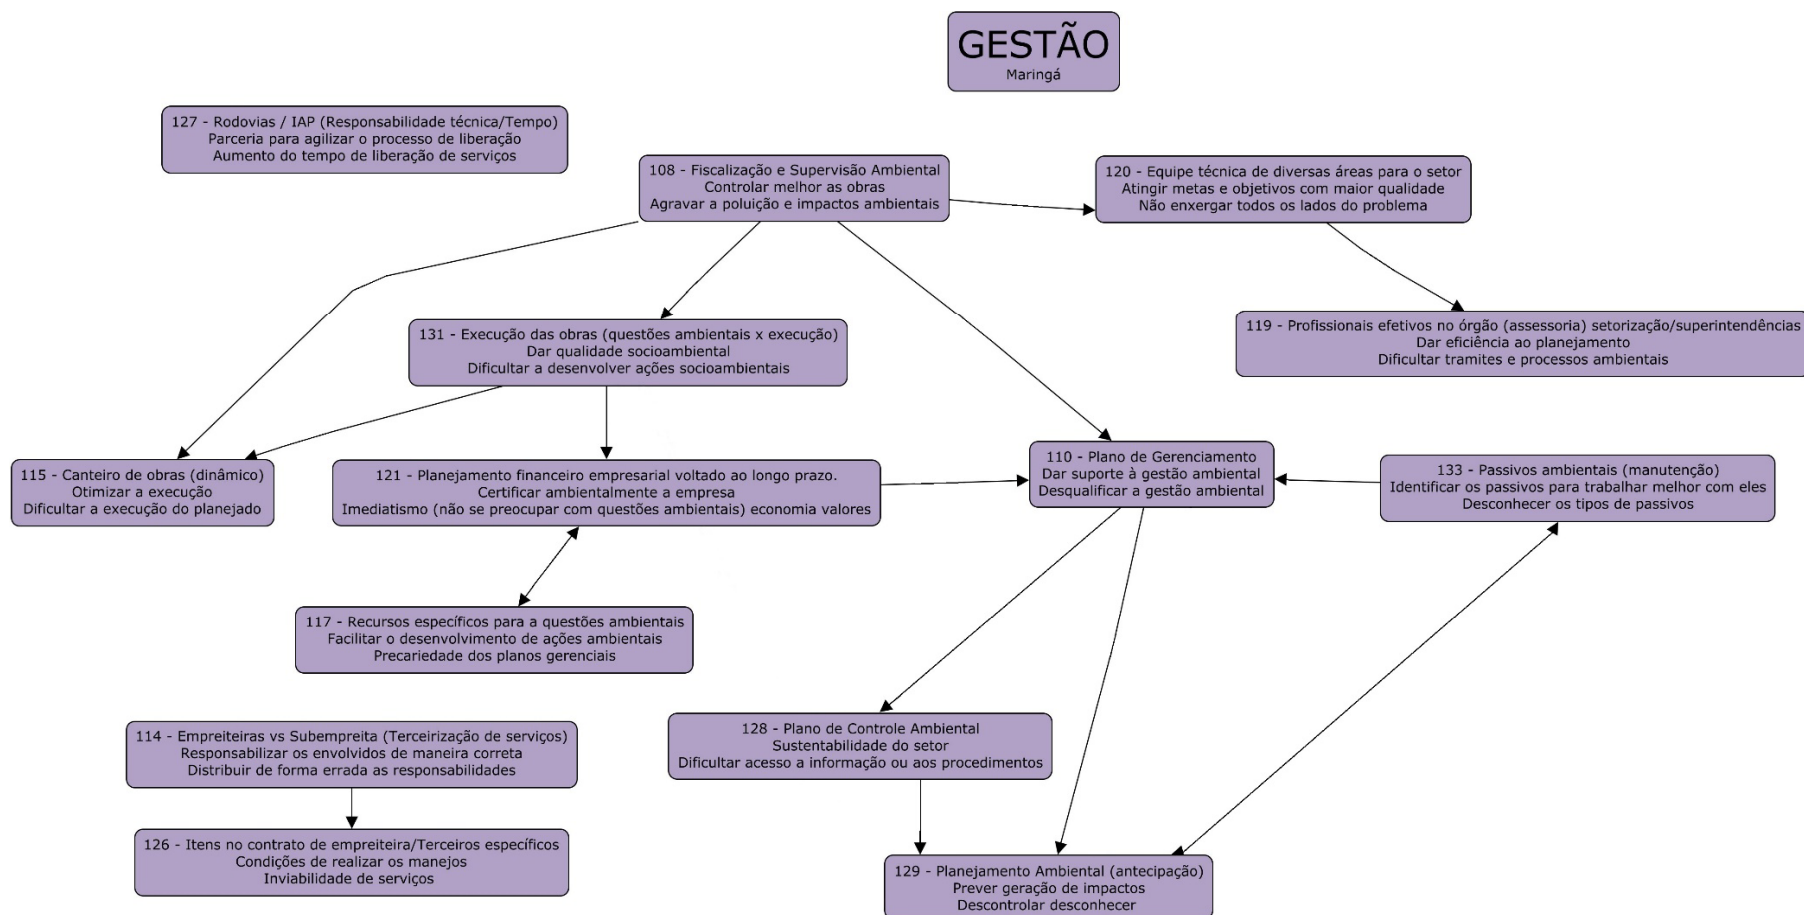 GESTÃO
Maringá
127 - Rodovias / IAP (Responsabilidade técnica/Tempo)
Parceria para agilizar o processo de liberação
Aumento do tempo de liberação de serviços
108 - Fiscalização e Supervisão Ambiental
Controlar melhor as obras
Agravar a poluição e impactos ambientais
120 - Equipe técnica de diversas áreas para o setor
Atingir metas e objetivos com maior qualidade
Não enxergar todos os lados do problema
131 - Execução das obras (questões ambientais x execução)
Dar qualidade socioambiental
Dificultar a desenvolver ações socioambientais
119 - Profissionais efetivos no órgão (assessoria) setorização/superintendências
Dar eficiência ao planejamento
Dificultar tramites e processos ambientais
115 - Canteiro de obras (dinâmico)
Otimizar a execução
Dificultar a execução do planejado
121 - Planejamento financeiro empresarial voltado ao longo prazo.
Certificar ambientalmente a empresa
Imediatismo (não se preocupar com questões ambientais) economia valores
110 - Plano de Gerenciamento
Dar suporte à gestão ambiental
Desqualificar a gestão ambiental
133 - Passivos ambientais (manutenção)
Identificar os passivos para trabalhar melhor com eles
Desconhecer os tipos de passivos
117 - Recursos específicos para a questões ambientais
Facilitar o desenvolvimento de ações ambientais
Precariedade dos planos gerenciais
114 - Empreiteiras vs Subempreita (Terceirização de serviços)
Responsabilizar os envolvidos de maneira correta
Distribuir de forma errada as responsabilidades
128 - Plano de Controle Ambiental
Sustentabilidade do setor
Dificultar acesso a informação ou aos procedimentos
126 - Itens no contrato de empreiteira/Terceiros específicos
Condições de realizar os manejos
Inviabilidade de serviços
129 - Planejamento Ambiental (antecipação)
Prever geração de impactos
Descontrolar desconhecer